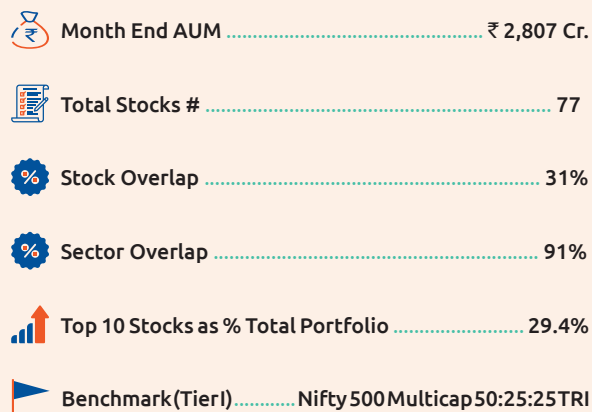 Month End AUM ................................................ ₹ 2,807 Cr.
Total Stocks # ................................................................ 77
Stock Overlap ............................................................... 31%
Sector Overlap ............................................................ 91%
Top 10 Stocks as % Total Portfolio ........................ 29.4%
Benchmark (Tier I) ........... Nifty 500 Multicap 50:25:25 TRI